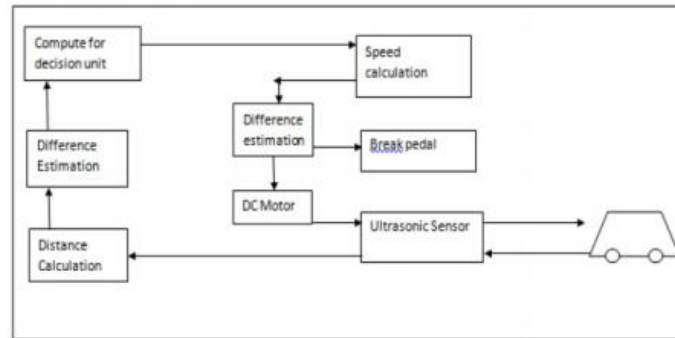 Compute for
decision unit
Speed
calculation
Difference
estimation
Break pedal
Difference
Estimation
DC Motor
Ultrasonic Sensor
Distance
Calculation